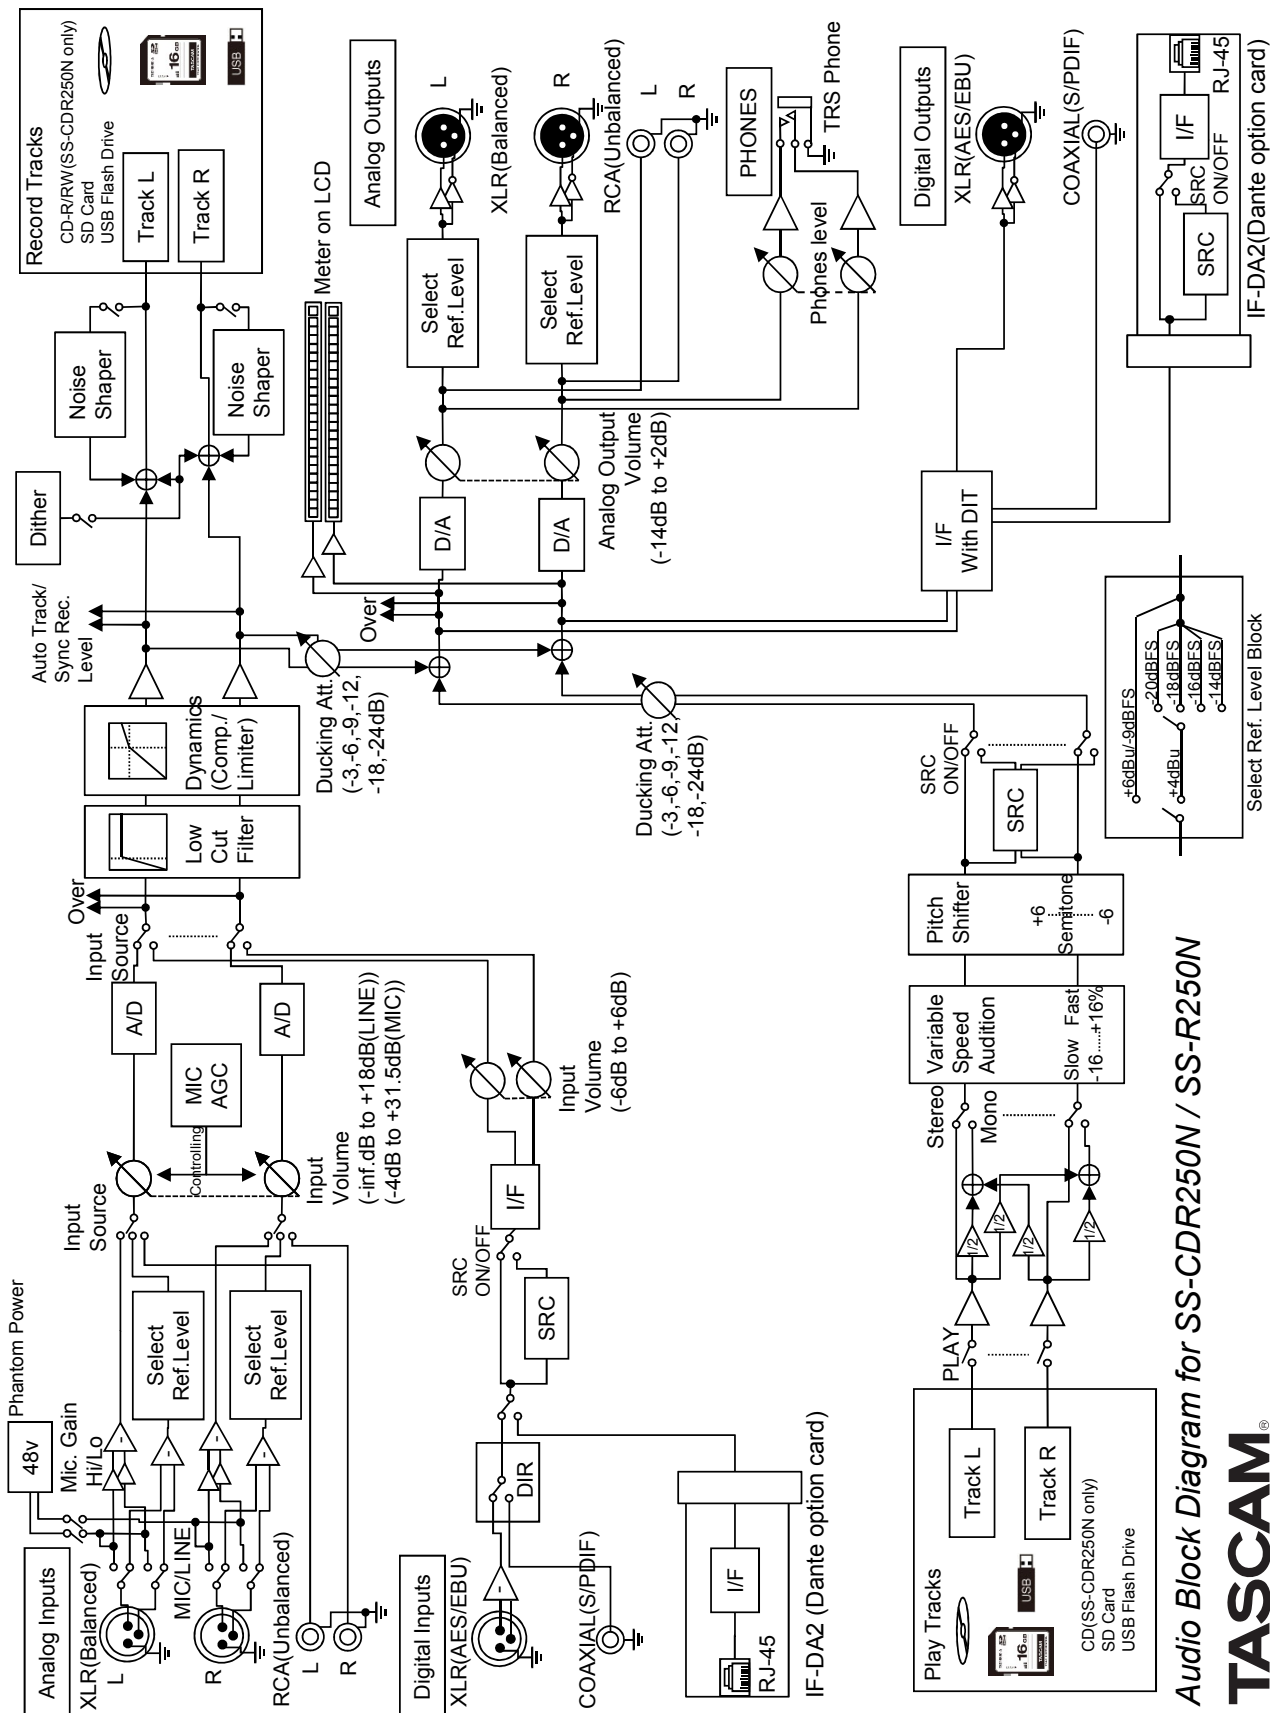 Analog Inputs
XLR(Balanced)
L
R
MIC/LINE
RCA(Unbalanced)
L
R
Phantom Power
48v
Mic. Gain
Hi/Lo
-
-
-
-
Select
Ref.Level
Select
Ref.Level
Input
Source
Input
Volume
(-inf.dB to +18dB(LINE))
(-4dB to +31.5dB(MIC))
Controlling
MIC
AGC
A/D
A/D
Input
Source
Over
Low
Cut
Filter
Dynamics
(Comp./
Limiter)
Auto Track/
Sync Rec.
Level
Ducking Att.
(-3,-6,-9,-12,
-18,-24dB)
Dither
Noise
Shaper
Noise
Shaper
Record Tracks
CD-R/RW(SS-CDR250N only)
SD Card
USB Flash Drive
Track L
Track R
16 GB
TASCAM
USB
Digital Inputs
XLR(AES/EBU)
-
COAXIAL(S/PDIF)
DIR
IF-DA2 (Dante option card)
RJ-45
I/F
SRC
ON/OFF
SRC
I/F
Input
Volume
(-6dB to +6dB)
Over
Meter on LCD
D/A
D/A
Analog Output
Volume
(-14dB to +2dB)
Select
Ref.Level
Select
Ref.Level
Analog Outputs
XLR(Balanced)
L
R
RCA(Unbalanced)
L
R
PHONES
TRS Phone
Phones level
Play Tracks
CD(SS-CDR250N only)
SD Card
USB Flash Drive
16 GB
TASCAM
USB
Track L
Track R
PLAY
1/2
1/2
1/2
1/2
Stereo
Mono
Variable
Speed
Audition
Slow Fast
-16.....+16%
Pitch
Shifter
+6
Semitone
-6
SRC
ON/OFF
SRC
Ducking Att.
(-3,-6,-9,-12,
-18,-24dB)
I/F
With DIT
Digital Outputs
XLR(AES/EBU)
COAXIAL(S/PDIF)
SRC
SRC
ON/OFF
I/F
RJ-45
IF-DA2(Dante option card)
+6dBu/-9dBFS
+4dBu
-20dBFS
-18dBFS
-16dBFS
-14dBFS
Select Ref. Level Block
Audio Block Diagram for SS-CDR250N / SS-R250N
TASCAM®